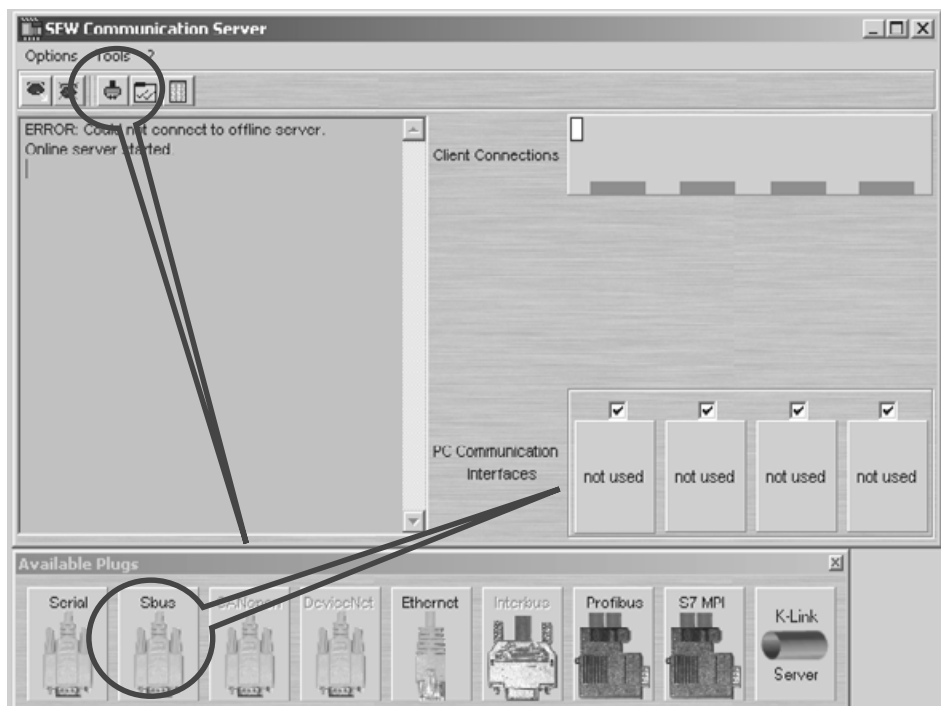 SEW Communication Server
Options Tools ?
ERROR: Could not connect to offline server.
Online server started.
Client Connections
PC Communication
Interfaces
not used not used not used not used
Available Plugs
Serial Sbus CANopen DeviceNet Ethernet Interbus Profibus S7 MPI K-Link
Server